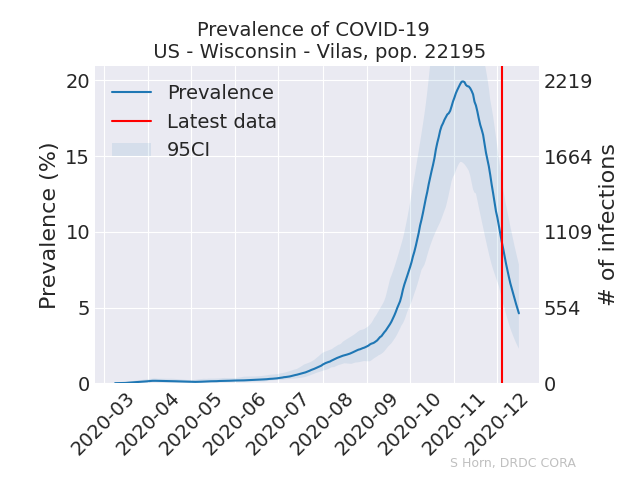 Prevalence of COVID-19
US - Wisconsin - Vilas, pop. 22195
Prevalence
Latest data
95CI
Prevalence (%)
20
15
10
5
0
2219
1664
1109
554
0
# of infections
2020-03
2020-04
2020-05
2020-06
2020-07
2020-08
2020-09
2020-10
2020-11
2020-12
S Horn, DRDC CORA